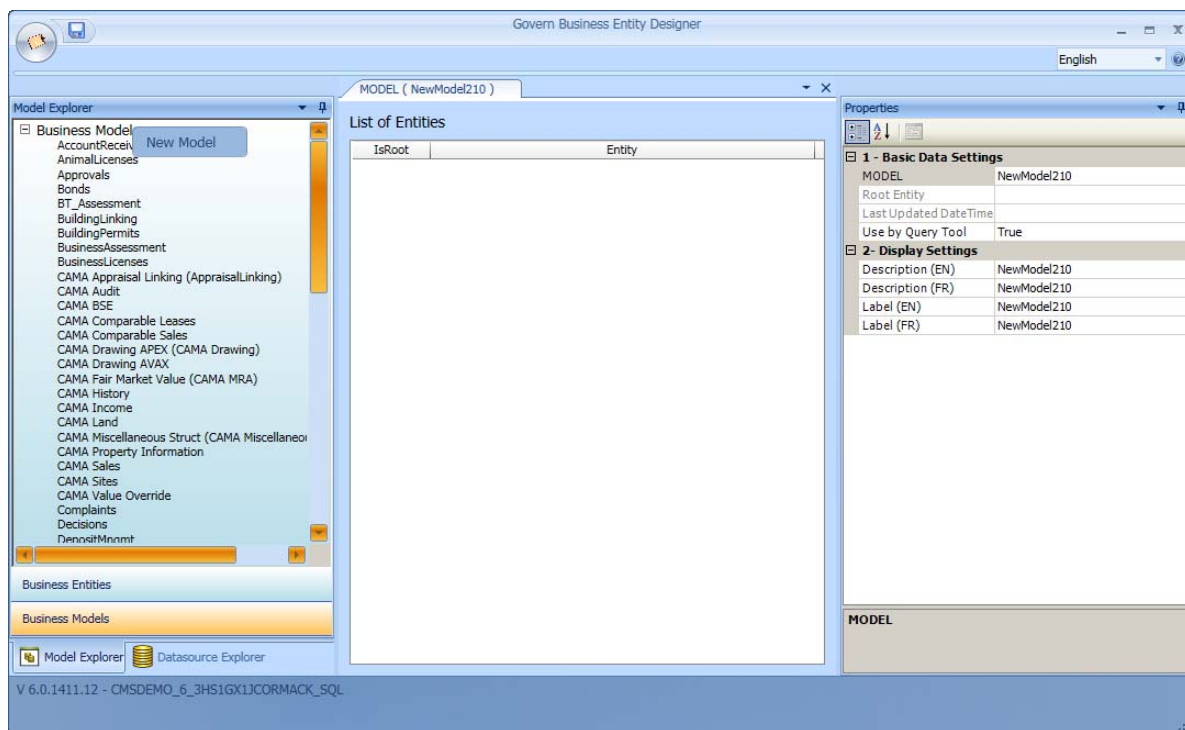 Govern Business Entity Designer
English
Model Explorer
Business Model
New Model
AccountReceiv
AnimalLicenses
Approvals
Bonds
BT_Assessment
BuildingLinking
BuildingPermits
BusinessAssessment
BusinessLicenses
CAMA Appraisal Linking (AppraisalLinking)
CAMA Audit
CAMA BSE
CAMA Comparable Leases
CAMA Comparable Sales
CAMA Drawing APEX (CAMA Drawing)
CAMA Drawing AVAX
CAMA Fair Market Value (CAMA MRA)
CAMA History
CAMA Income
CAMA Land
CAMA Miscellaneous Struct (CAMA Miscellaneou
CAMA Property Information
CAMA Sales
CAMA Sites
CAMA Value Override
Complaints
Decisions
DepositMngmt
Business Entities
Business Models
Model Explorer
Datasource Explorer
MODEL ( NewModel210 )
List of Entities
IsRoot Entity
Properties
1 - Basic Data Settings
MODEL NewModel210
Root Entity
Last Updated DateTime
Use by Query Tool True
2- Display Settings
Description (EN) NewModel210
Description (FR) NewModel210
Label (EN) NewModel210
Label (FR) NewModel210
MODEL
V 6.0.1411.12 - CMSDEMO_6_3HS1GX1JCORMACK_SQL